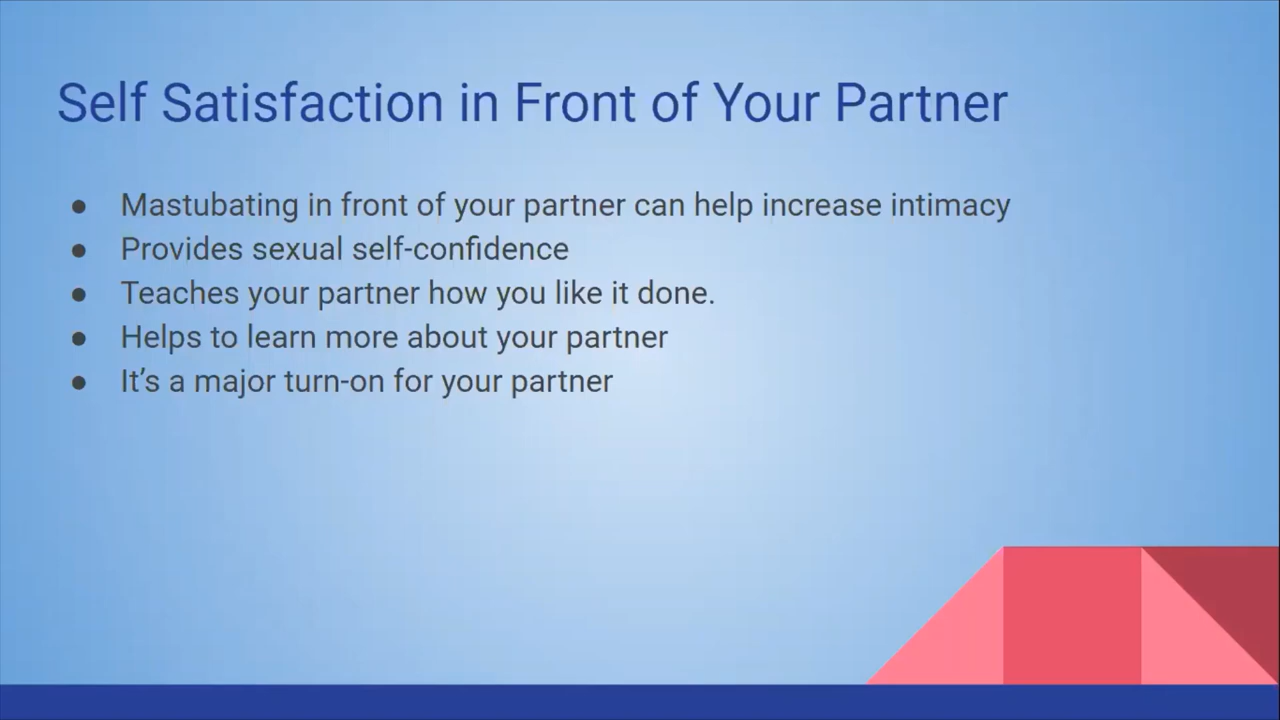 Self Satisfaction in Front of Your Partner
● Mastubating in front of your partner can help increase intimacy
● Provides sexual self-confidence
● Teaches your partner how you like it done.
● Helps to learn more about your partner
● It’s a major turn-on for your partner